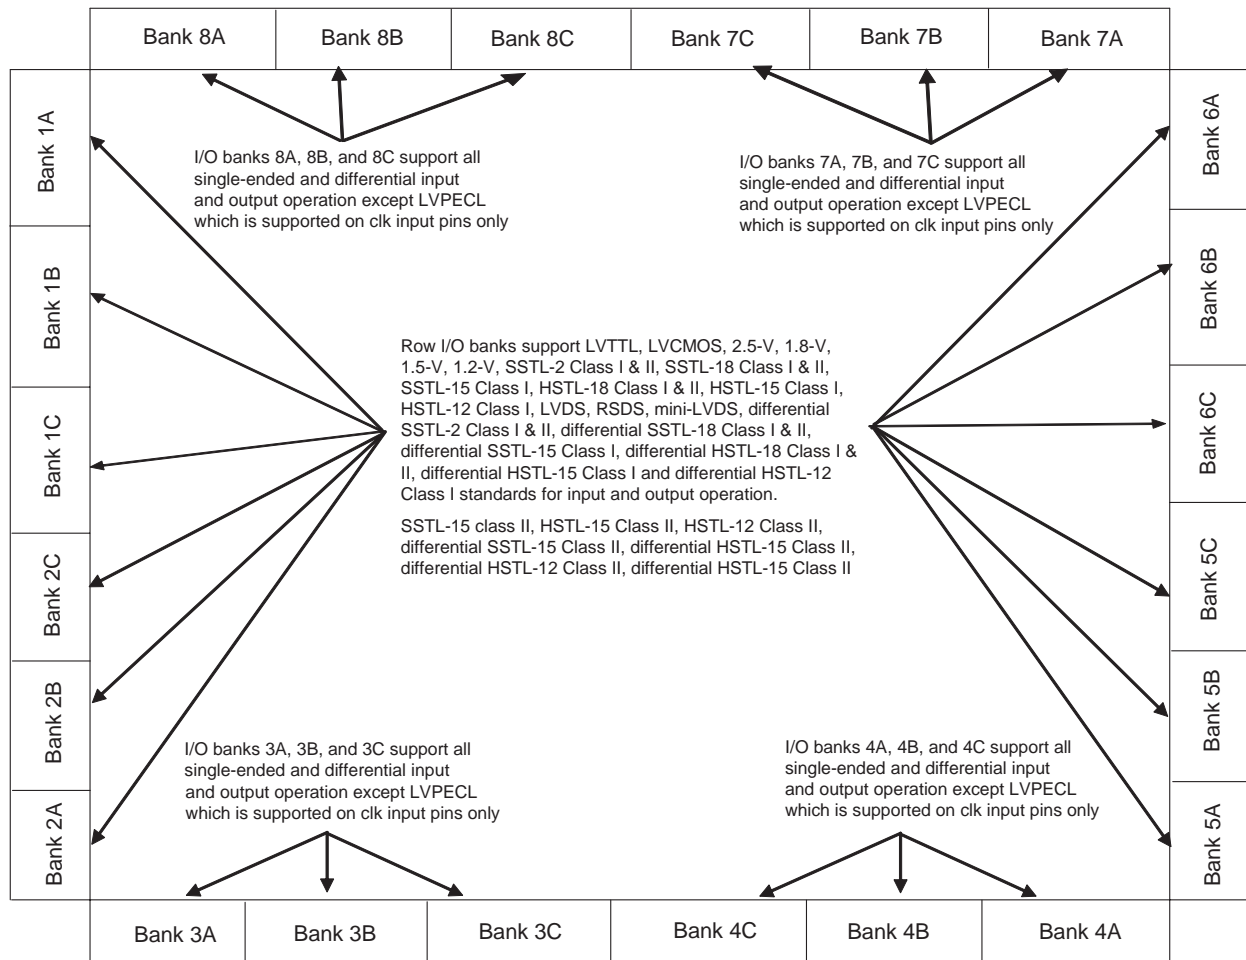 Bank 8A
Bank 8B
Bank 8C
Bank 7C
Bank 7B
Bank 7A
Bank 1A
Bank 1B
Bank 1C
Bank 2C
Bank 2B
Bank 2A
I/O banks 8A, 8B, and 8C support all
single-ended and differential input
and output operation except LVPECL
which is supported on clk input pins only
I/O banks 7A, 7B, and 7C support all
single-ended and differential input
and output operation except LVPECL
which is supported on clk input pins only
Row I/O banks support LVTTL, LVCMOS, 2.5-V, 1.8-V,
1.5-V, 1.2-V, SSTL-2 Class I & II, SSTL-18 Class I & II,
SSTL-15 Class I, HSTL-18 Class I & II, HSTL-15 Class I,
HSTL-12 Class I, LVDS, RSDS, mini-LVDS, differential
SSTL-2 Class I & II, differential SSTL-18 Class I & II,
differential SSTL-15 Class I, differential HSTL-18 Class I &
II, differential HSTL-15 Class I and differential HSTL-12
Class I standards for input and output operation.
SSTL-15 class II, HSTL-15 Class II, HSTL-12 Class II,
differential SSTL-15 Class II, differential HSTL-15 Class II,
differential HSTL-12 Class II, differential HSTL-15 Class II
I/O banks 3A, 3B, and 3C support all
single-ended and differential input
and output operation except LVPECL
which is supported on clk input pins only
I/O banks 4A, 4B, and 4C support all
single-ended and differential input
and output operation except LVPECL
which is supported on clk input pins only
Bank 6A
Bank 6B
Bank 6C
Bank 5C
Bank 5B
Bank 5A
Bank 3A
Bank 3B
Bank 3C
Bank 4C
Bank 4B
Bank 4A